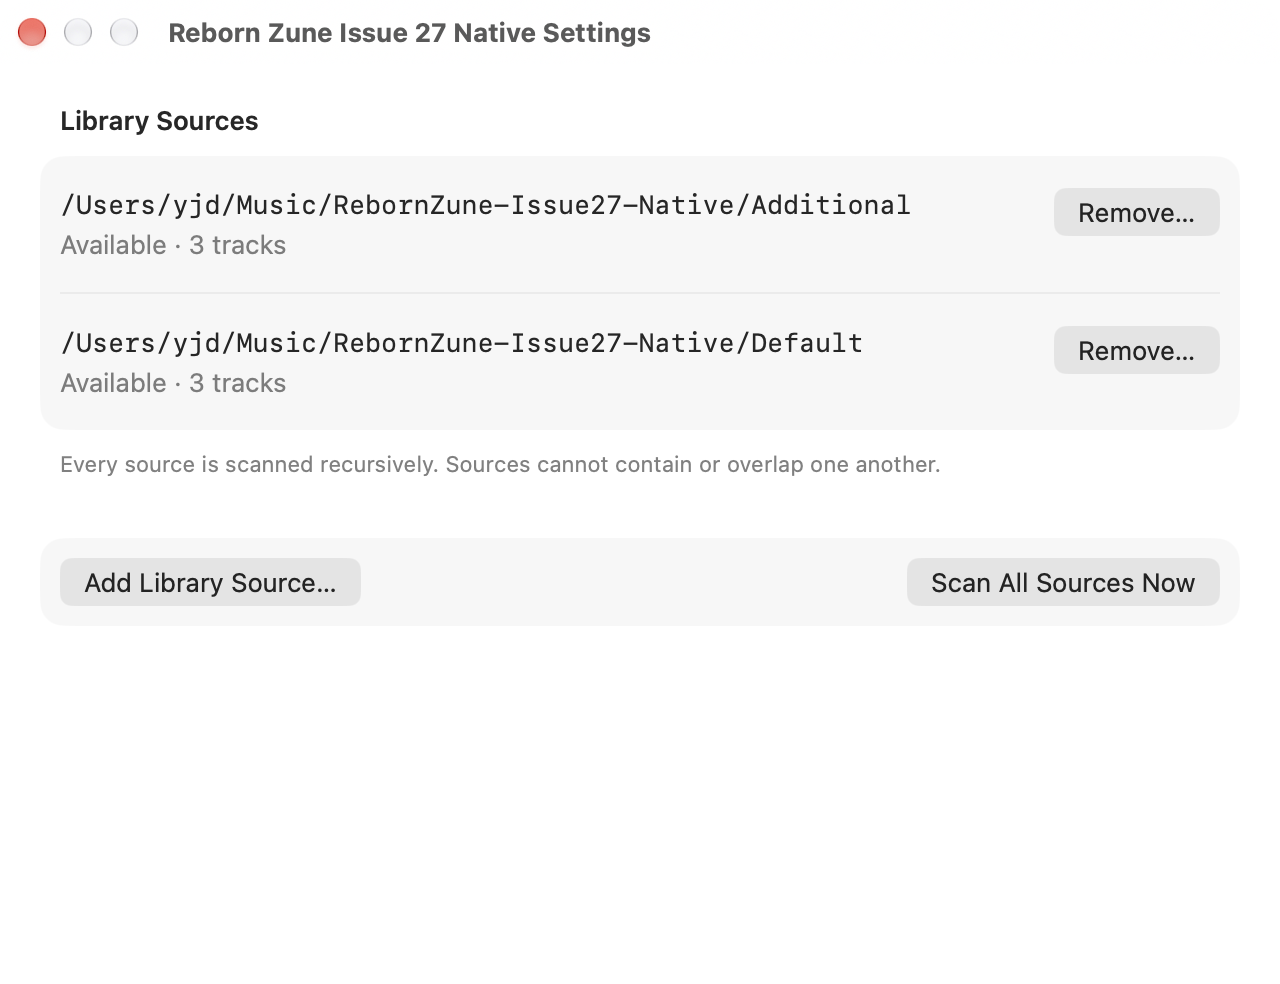 Reborn Zune Issue 27 Native Settings
Library Sources
/Users/yjd/Music/RebornZune-Issue27-Native/Additional
Remove...
Available · 3 tracks
/Users/yjd/Music/RebornZune-Issue27-Native/Default
Remove...
Available · 3 tracks
Every source is scanned recursively. Sources cannot contain or overlap one another.
Add Library Source...
Scan All Sources Now